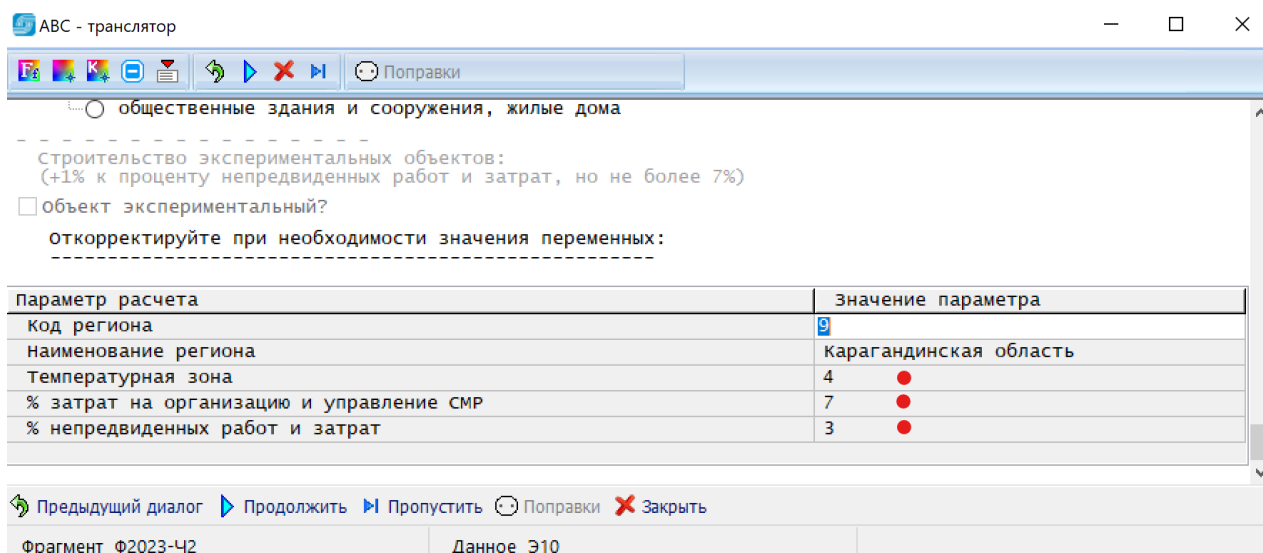 АВС - транслятор
Поправки
общественные здания и сооружения, жилые дома
- - - - - - - - - - - - - - - -
Строительство экспериментальных объектов:
(+1% к проценту непредвиденных работ и затрат, но не более 7%)
Объект экспериментальный?
Откорректируйте при необходимости значения переменных:
-----------------------------------------------------
Параметр расчета Значение параметра
Код региона 9
Наименование региона Карагандинская область
Температурная зона 4
% затрат на организацию и управление СМР 7
% непредвиденных работ и затрат 3
Предыдущий диалог Продолжить Пропустить Поправки Закрыть
Фрагмент Ф2023-Ч2 Данное Э10